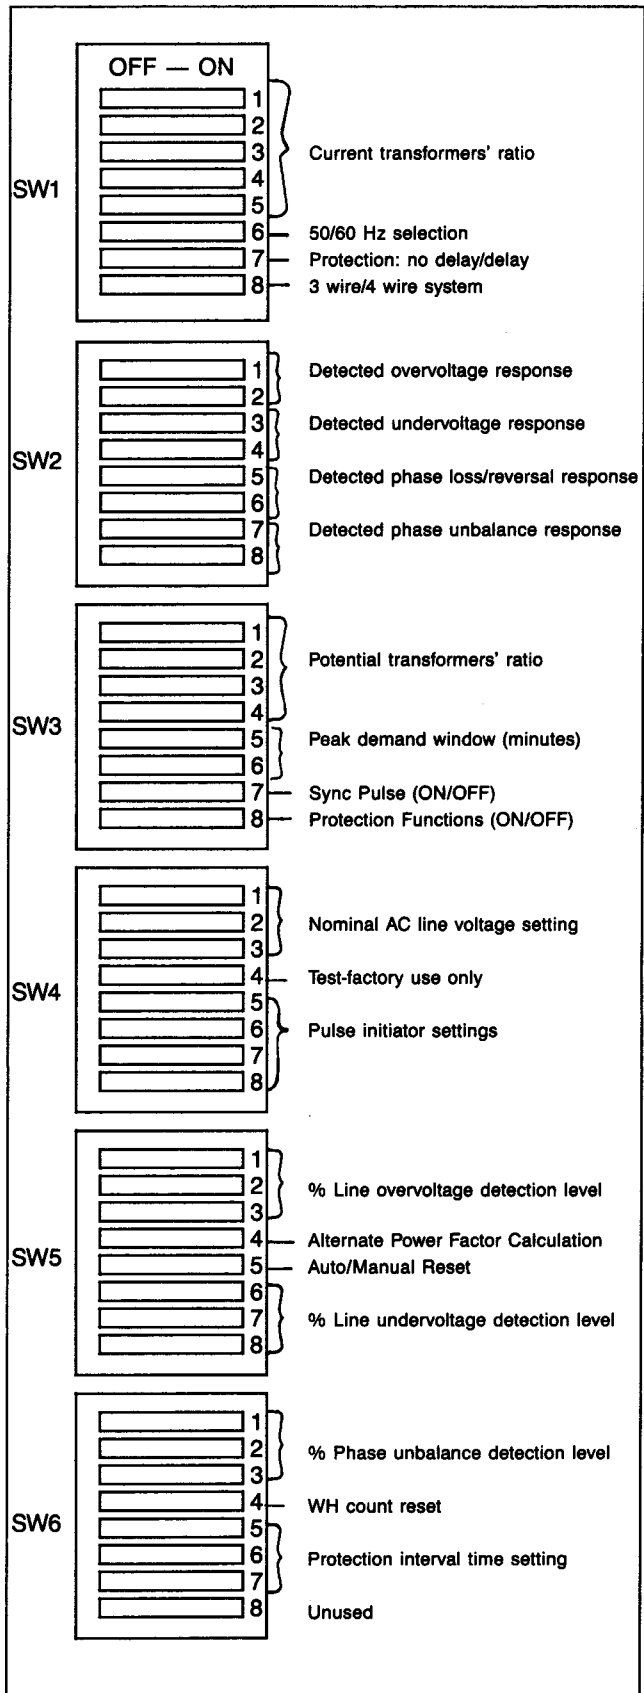 OFF — ON
SW1
1
2
3
4
5
Current transformers' ratio
6
50/60 Hz selection
7
Protection: no delay/delay
8
3 wire/4 wire system
SW2
1
2
Detected overvoltage response
3
4
Detected undervoltage response
5
6
Detected phase loss/reversal response
7
8
Detected phase unbalance response
SW3
1
2
3
4
Potential transformers' ratio
5
6
Peak demand window (minutes)
7
Sync Pulse (ON/OFF)
8
Protection Functions (ON/OFF)
SW4
1
2
3
Nominal AC line voltage setting
4
Test-factory use only
5
6
7
8
Pulse initiator settings
SW5
1
2
3
% Line overvoltage detection level
4
Alternate Power Factor Calculation
5
Auto/Manual Reset
6
7
8
% Line undervoltage detection level
SW6
1
2
3
% Phase unbalance detection level
4
WH count reset
5
6
7
Protection interval time setting
8
Unused